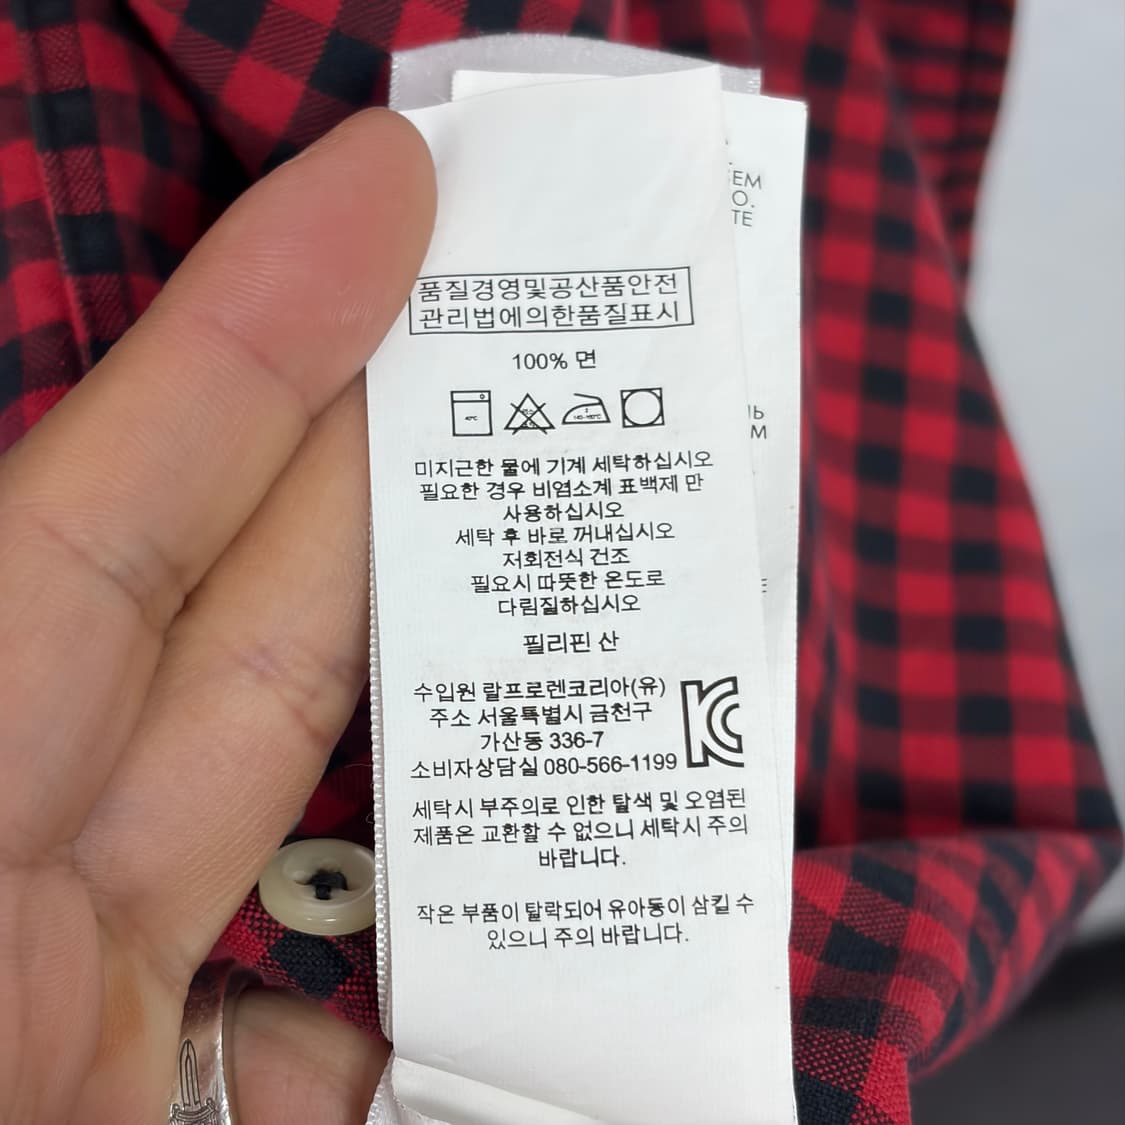 품질경영및공산품안전
관리법에의한품질표시
100% 면
40°C
140-160°C
미지근한 물에 기계 세탁하십시오
필요한 경우 비염소계 표백제 만
사용하십시오
세탁 후 바로 꺼내십시오
저회전식 건조
필요시 따뜻한 온도로
다림질하십시오
필리핀 산
수입원 랄프로렌코리아(유)
주소 서울특별시 금천구
가산동 336-7
소비자상담실 080-566-1199
KC
세탁시 부주의로 인한 탈색 및 오염된
제품은 교환할 수 없으니 세탁시 주의
바랍니다.
작은 부품이 탈락되어 유아동이 삼킬 수
있으니 주의 바랍니다.
EM
O.
TE
Ь
М
E